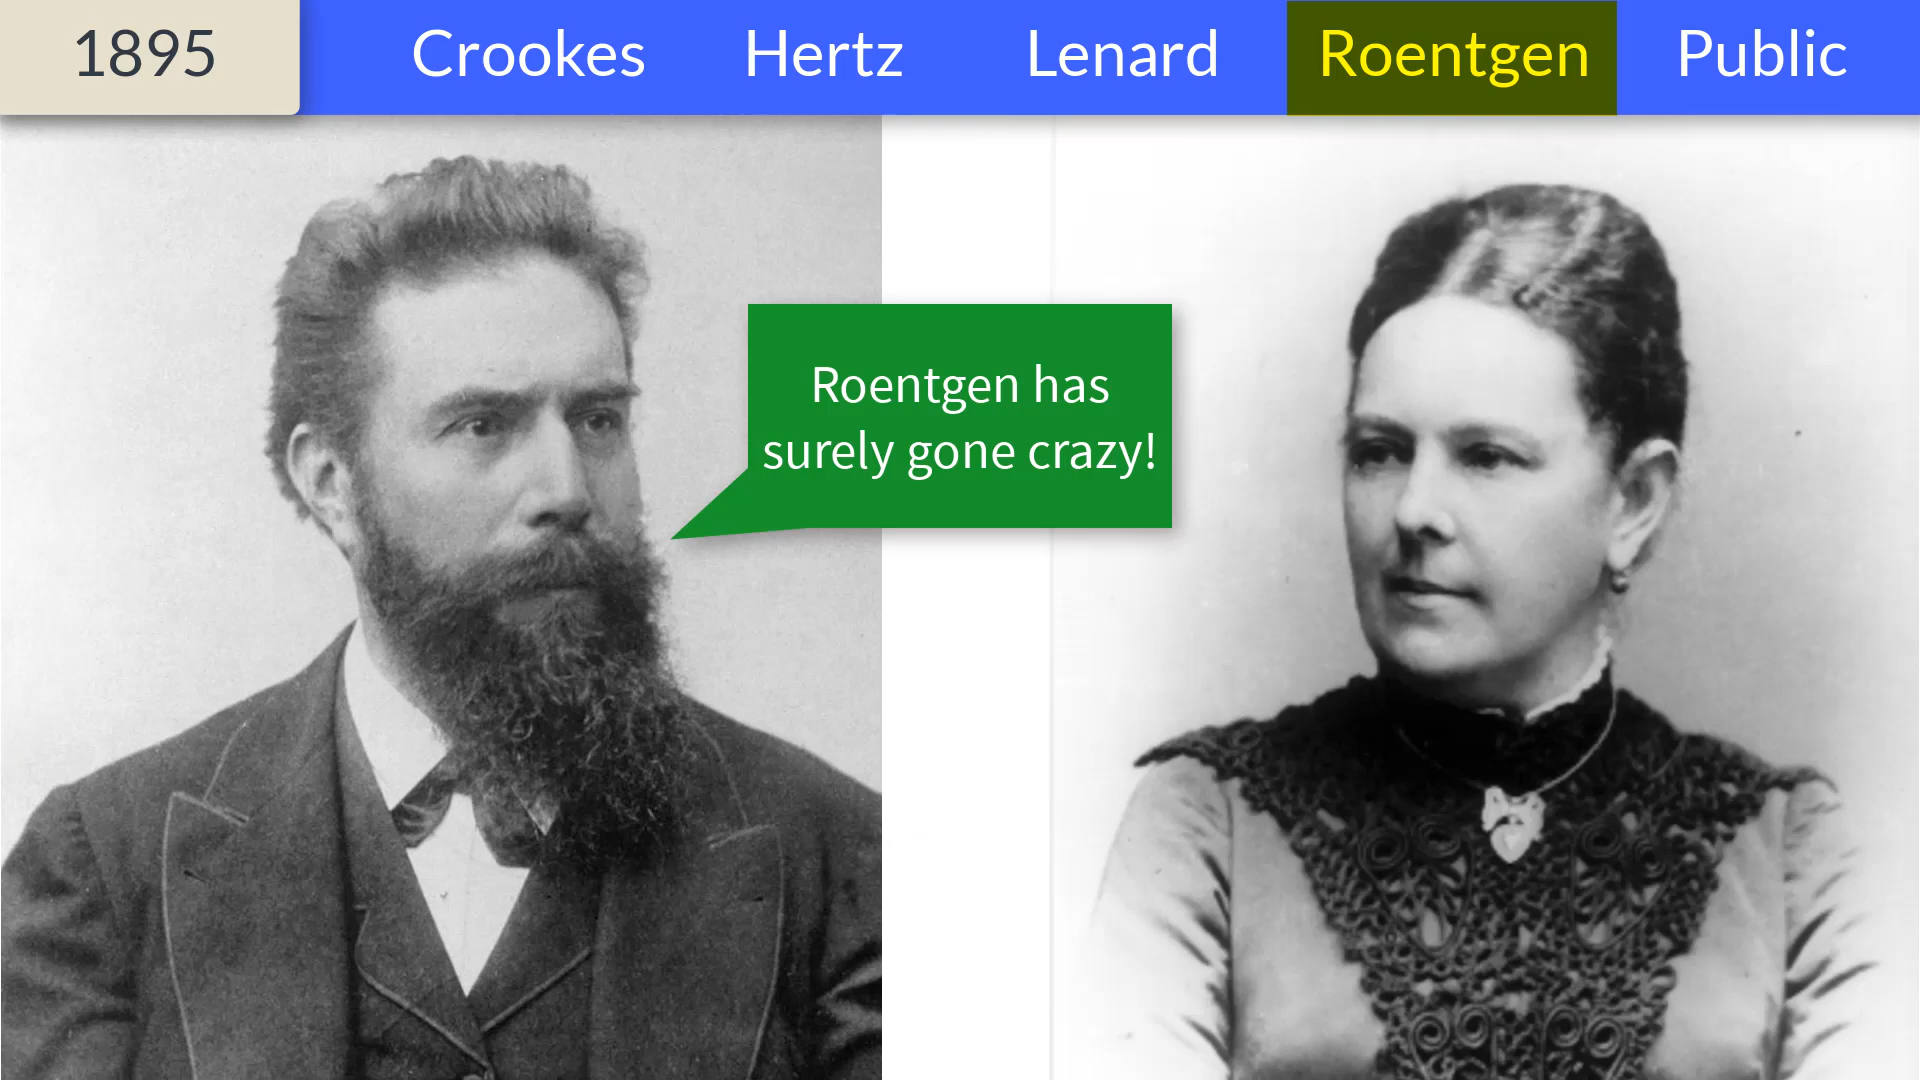 1895 Crookes Hertz Lenard Roentgen Public
Roentgen has
surely gone crazy!